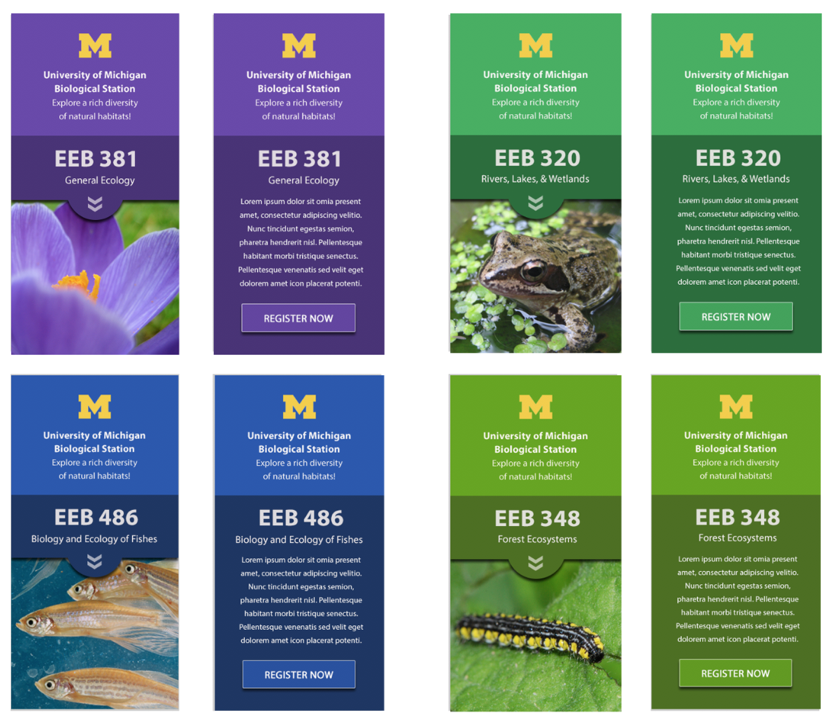 M
University of Michigan
Biological Station
Explore a rich diversity
of natural habitats!
EEB 381
General Ecology
M
University of Michigan
Biological Station
Explore a rich diversity
of natural habitats!
EEB 381
General Ecology
Lorem ipsum dolor sit om patenti
amet, consectetur adipiscing velitio.
Nunc tincidunt egestas semion,
pharetra hendrerit nisl. Pellentesque
habitant morbi tristique senectus.
Pellentesque venenatis sed velit eget
dolorem amet icon placerat potenti.
REGISTER NOW
M
University of Michigan
Biological Station
Explore a rich diversity
of natural habitats!
EEB 320
Rivers, Lakes, & Wetlands
M
University of Michigan
Biological Station
Explore a rich diversity
of natural habitats!
EEB 320
Rivers, Lakes, & Wetlands
Lorem ipsum dolor sit om patenti
amet, consectetur adipiscing velitio.
Nunc tincidunt egestas semion,
pharetra hendrerit nisl. Pellentesque
habitant morbi tristique senectus.
Pellentesque venenatis sed velit eget
dolorem amet icon placerat potenti.
REGISTER NOW
M
University of Michigan
Biological Station
Explore a rich diversity
of natural habitats!
EEB 486
Biology and Ecology of Fishes
M
University of Michigan
Biological Station
Explore a rich diversity
of natural habitats!
EEB 486
Biology and Ecology of Fishes
Lorem ipsum dolor sit om patenti
amet, consectetur adipiscing velitio.
Nunc tincidunt egestas semion,
pharetra hendrerit nisl. Pellentesque
habitant morbi tristique senectus.
Pellentesque venenatis sed velit eget
dolorem amet icon placerat potenti.
REGISTER NOW
M
University of Michigan
Biological Station
Explore a rich diversity
of natural habitats!
EEB 348
Forest Ecosystems
M
University of Michigan
Biological Station
Explore a rich diversity
of natural habitats!
EEB 348
Forest Ecosystems
Lorem ipsum dolor sit om patenti
amet, consectetur adipiscing velitio.
Nunc tincidunt egestas semion,
pharetra hendrerit nisl. Pellentesque
habitant morbi tristique senectus.
Pellentesque venenatis sed velit eget
dolorem amet icon placerat potenti.
REGISTER NOW